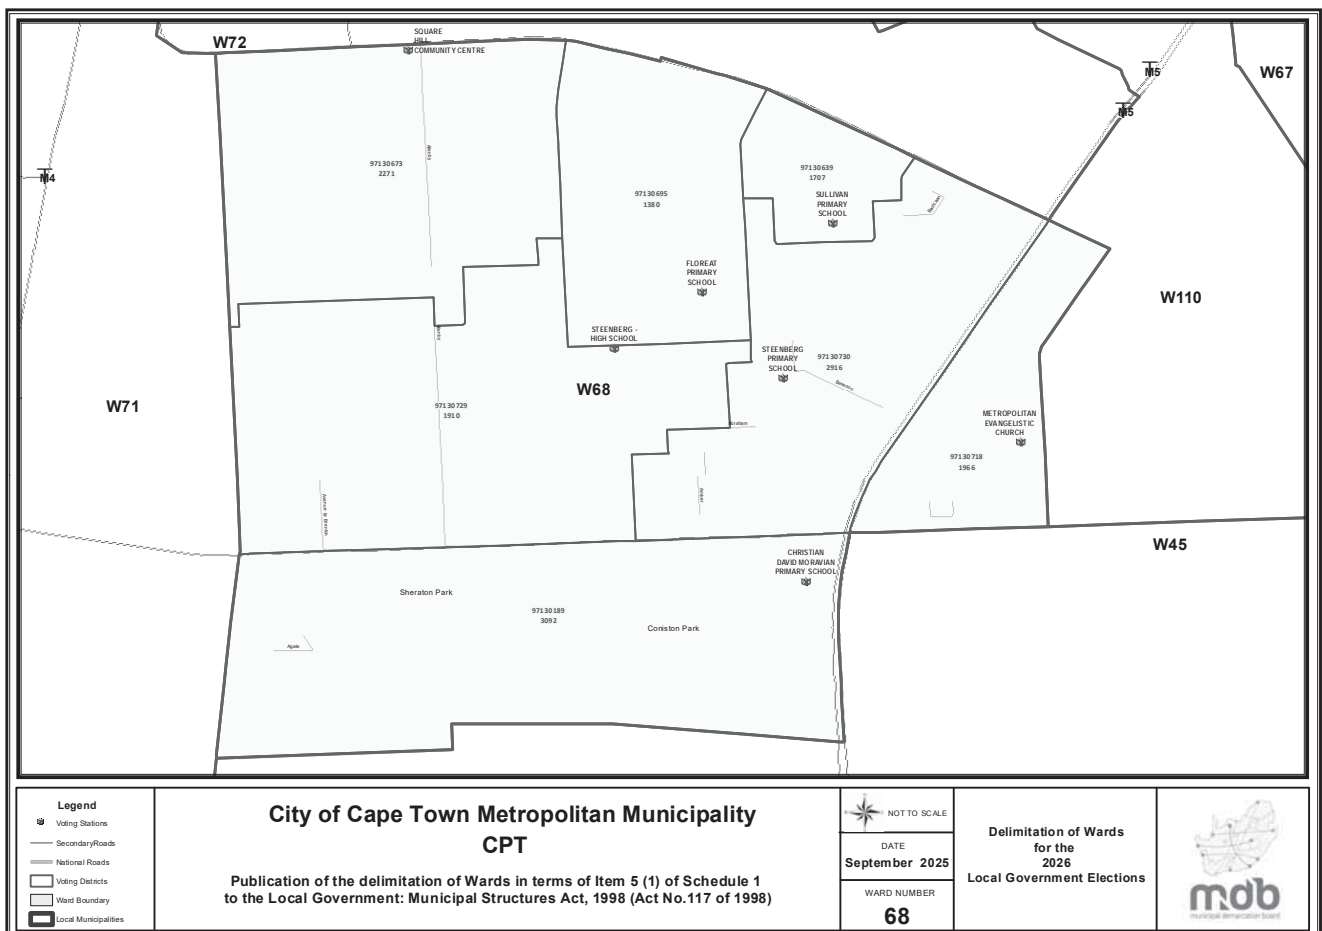 W72
SQUARE
HILL
COMMUNITY CENTRE
M5
W67
M5
M4
97130673
2271
97130695
1380
97130639
1707
SULLIVAN
PRIMARY
SCHOOL
FLOREAT
PRIMARY
SCHOOL
W110
STEENBERG -
HIGH SCHOOL
STEENBERG
PRIMARY
SCHOOL
97130730
2916
W68
W71
97130729
1910
METROPOLITAN
EVANGELISTIC
CHURCH
97130718
1966
W45
CHRISTIAN
DAVID MORAVIAN
PRIMARY SCHOOL
Sheraton Park
97130189
3092
Coniston Park
Agate
Legend
Voting Stations
SecondaryRoads
National Roads
Voting Districts
Ward Boundary
Local Municipalities
City of Cape Town Metropolitan Municipality
CPT
Publication of the delimitation of Wards in terms of Item 5 (1) of Schedule 1
to the Local Government: Municipal Structures Act, 1998 (Act No.117 of 1998)
NOT TO SCALE
DATE
September 2025
WARD NUMBER
68
Delimitation of Wards
for the
2026
Local Government Elections
mdb
municipal demarcation board